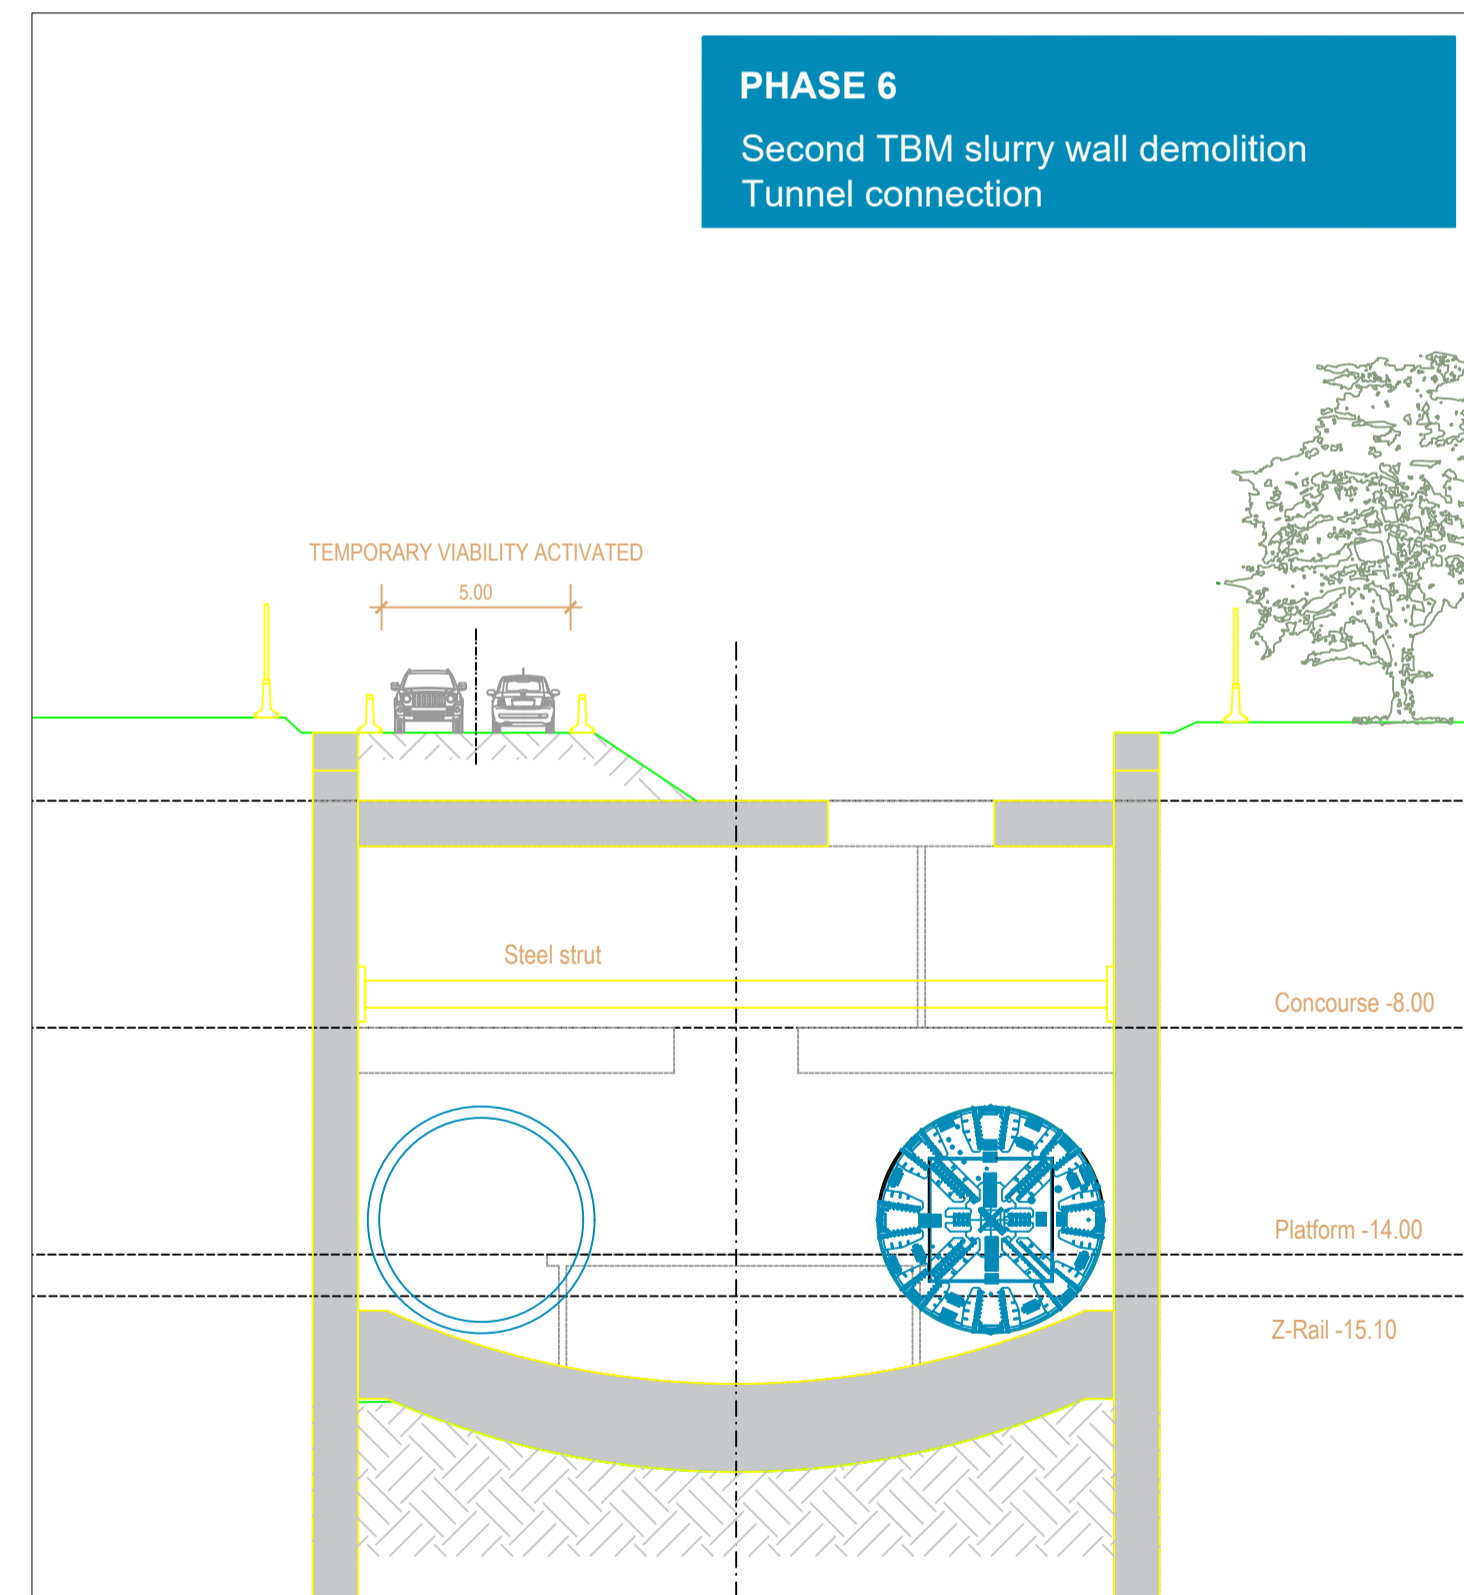 PHASE 6
Second TBM slurry wall demolition
Tunnel connection
TEMPORARY VIABILITY ACTIVATED
5.00
Steel strut
Concourse -8.00
Platform -14.00
Z-Rail -15.10